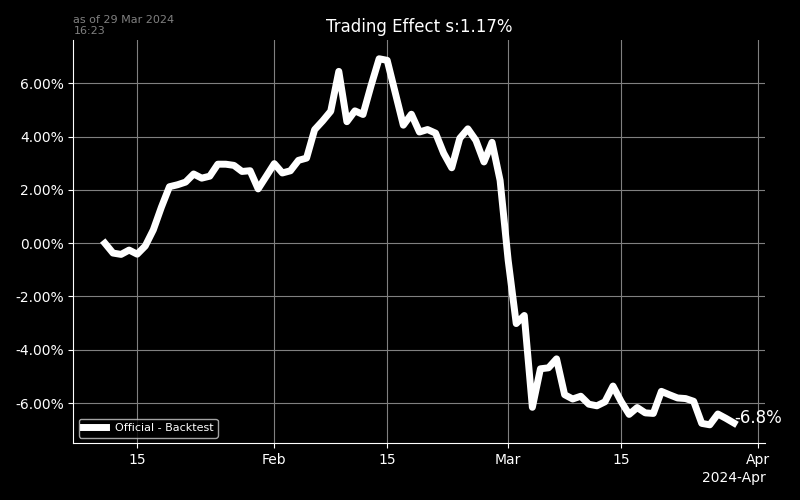 as of 29 Mar 2024
16:23
Trading Effect s:1.17%
6.00%
4.00%
2.00%
0.00%
-2.00%
-4.00%
-6.00%
-6.8%
Official - Backtest
15 Feb 15 Mar 15 Apr
2024-Apr